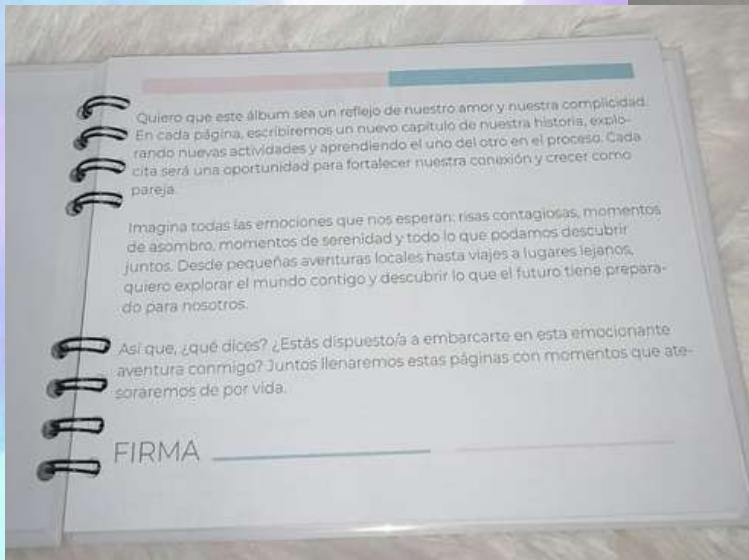 Quiero que este álbum sea un reflejo de nuestro amor y nuestra complicidad.
En cada página, escribiremos un nuevo capítulo de nuestra historia, explo-
rando nuevas actividades y aprendiendo el uno del otro en el proceso. Cada
cita será una oportunidad para fortalecer nuestra conexión y crecer como
pareja.
Imagina todas las emociones que nos esperan: risas contagiosas, momentos
de asombro, momentos de serenidad y todo lo que podamos descubrir
juntos. Desde pequeñas aventuras locales hasta viajes a lugares lejanos,
quiero explorar el mundo contigo y descubrir lo que el futuro tiene prepara-
do para nosotros.
Así que, ¿qué dices? ¿Estás dispuesto/a a embarcarte en esta emocionante
aventura conmigo? Juntos llenaremos estas páginas con momentos que ate-
soraremos de por vida.
FIRMA